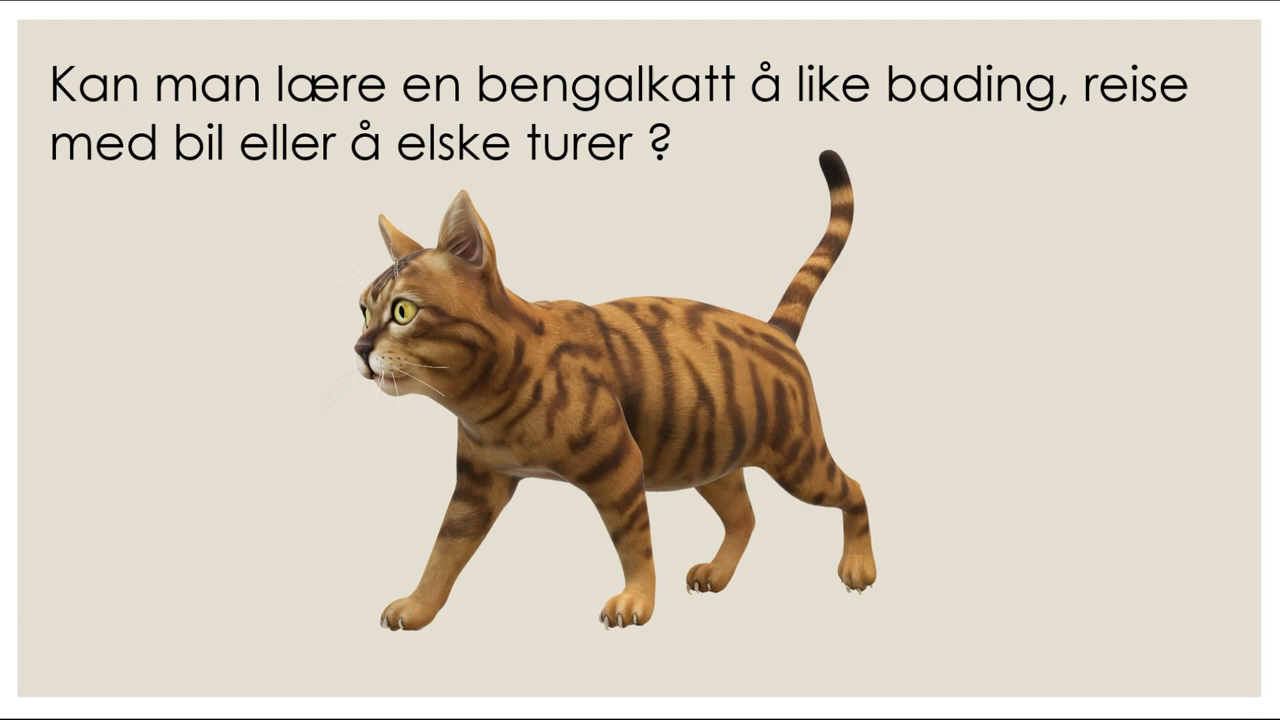 Kan man lære en bengalkatt å like bading, reise
med bil eller å elske turer ?